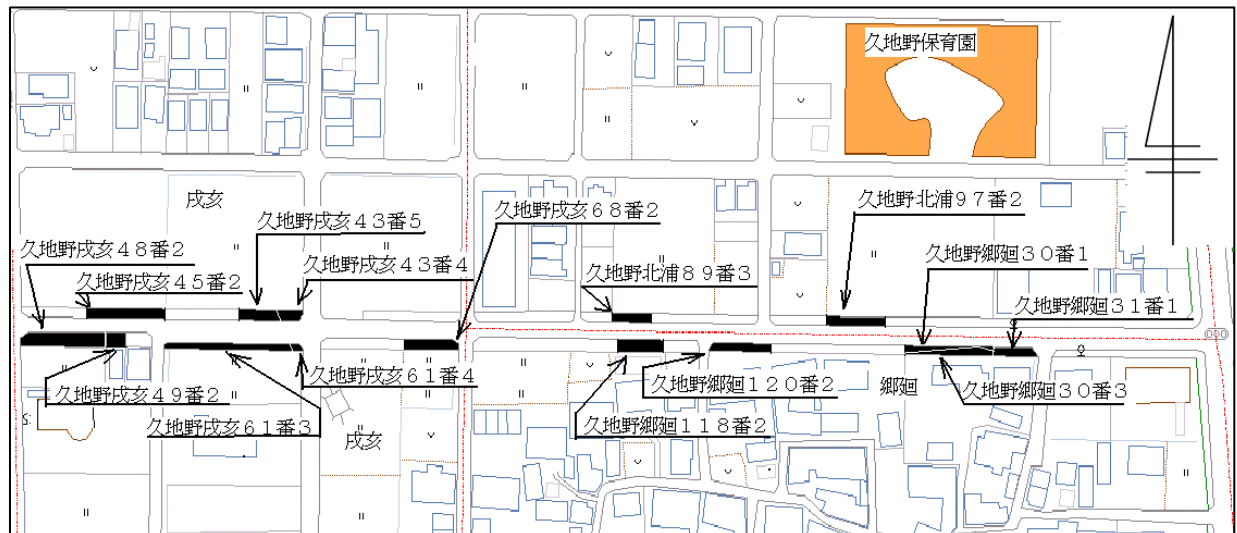 久地野保育園
戌亥
久地野戌亥４３番５
久地野戌亥６８番２
久地野北浦９７番２
久地野戌亥４８番２
久地野戌亥４５番２
久地野戌亥４３番４
久地野北浦８９番３
久地野郷廻３０番１
久地野郷廻３１番１
久地野戌亥４９番２
久地野戌亥６１番４
久地野郷廻１２０番２
郷廻
久地野郷廻３０番３
久地野戌亥６１番３
戌亥
久地野郷廻１１８番２